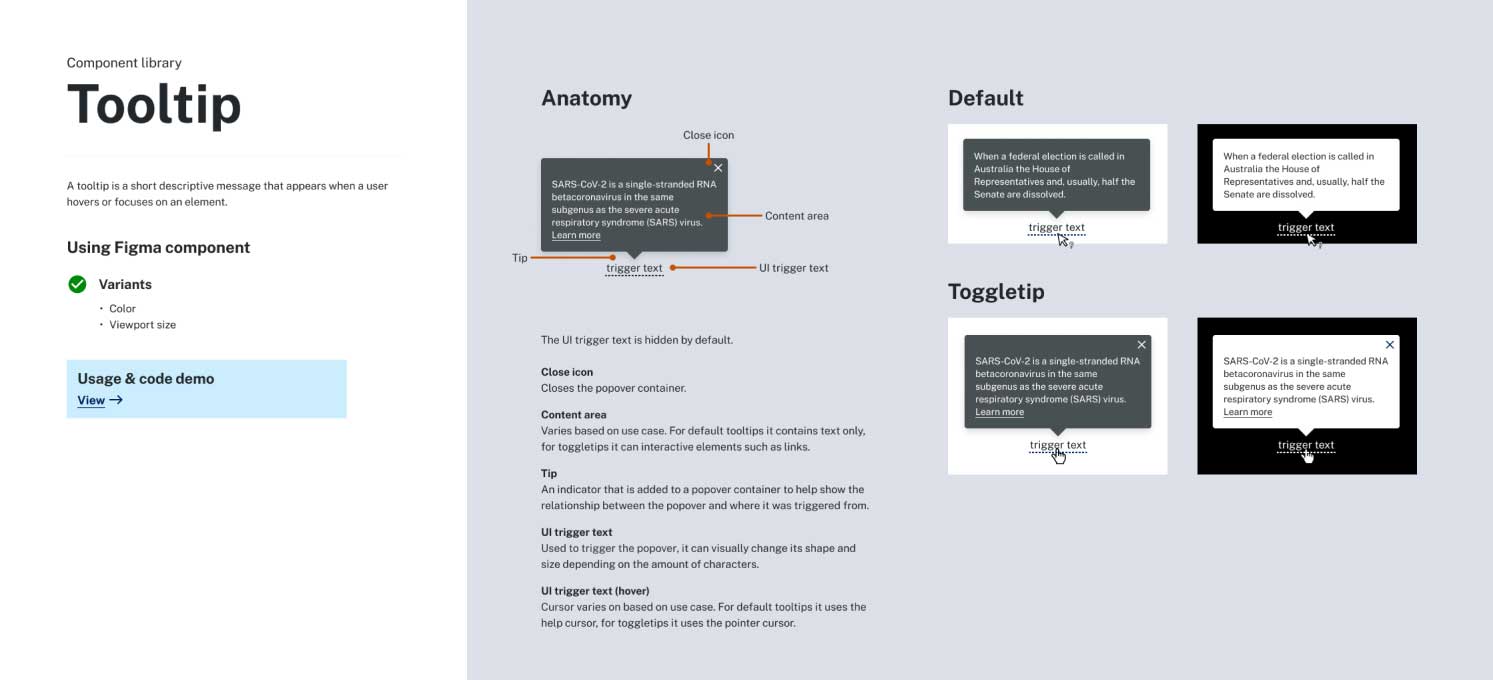 Component library
Tooltip
A tooltip is a short descriptive message that appears when a user
hovers or focuses on an element.
Using Figma component
Variants
• Color
• Viewport size
Usage & code demo
View →
Anatomy
Close icon
SARS-CoV-2 is a single-stranded RNA
betacoronavirus in the same
subgenus as the severe acute
respiratory syndrome (SARS) virus.
Learn more
Content area
Tip
trigger text
UI trigger text
The UI trigger text is hidden by default.
Close icon
Closes the popover container.
Content area
Varies based on use case. For default tooltips it contains text only,
for toggletips it can interactive elements such as links.
Tip
An indicator that is added to a popover container to help show the
relationship between the popover and where it was triggered from.
UI trigger text
Used to trigger the popover, it can visually change its shape and
size depending on the amount of characters.
UI trigger text (hover)
Cursor varies on based on use case. For default tooltips it uses the
help cursor, for toggletips it uses the pointer cursor.
Default
When a federal election is called in
Australia the House of
Representatives and, usually, half the
Senate are dissolved.
trigger text
When a federal election is called in
Australia the House of
Representatives and, usually, half the
Senate are dissolved.
trigger text
Toggletip
SARS-CoV-2 is a single-stranded RNA
betacoronavirus in the same
subgenus as the severe acute
respiratory syndrome (SARS) virus.
Learn more
trigger text
SARS-CoV-2 is a single-stranded RNA
betacoronavirus in the same
subgenus as the severe acute
respiratory syndrome (SARS) virus.
Learn more
trigger text